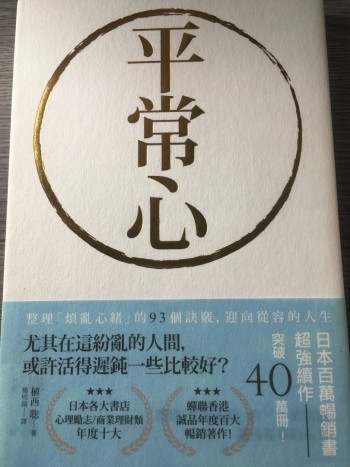 平常心
整理「煩亂心緒」的93個訣竅，迎向從容的人生
尤其在這紛亂的人間，
或許活得遲鈍一些比較好？
日本百萬暢銷書
超強續作——
突破
40
萬冊！
植西 聰 著
譯
★★★
日本各大書店
心理勵志/商業理財類
年度十大
★★★
蟬聯香港
誠品年度百大
暢銷著作！